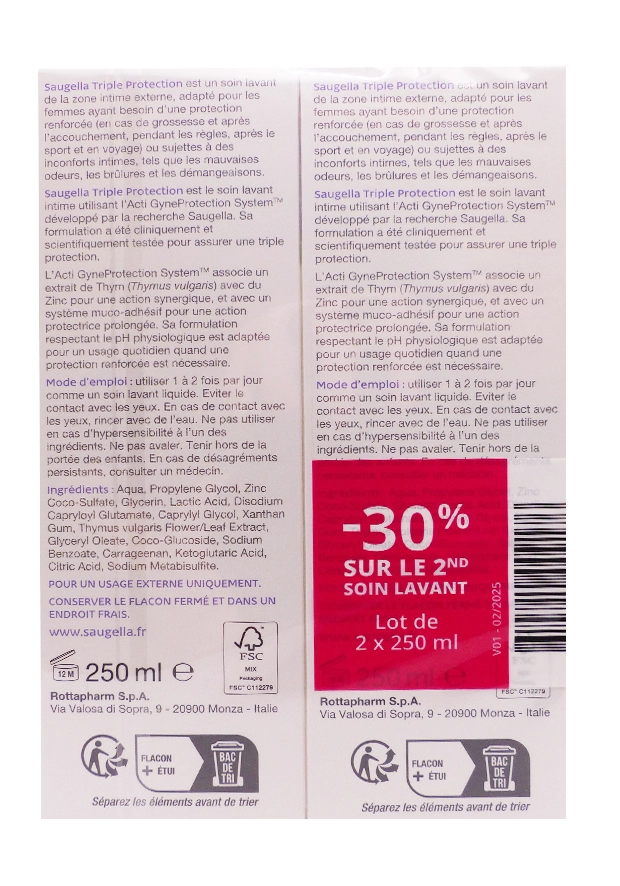 Saugella Triple Protection est un soin lavant
de la zone intime externe, adapté pour les
femmes ayant besoin d'une protection
renforcée (en cas de grossesse et après
l'accouchement, pendant les règles, après le
sport et en voyage) ou sujettes à des
inconforts intimes, tels que les mauvaises
odeurs, les brûlures et les démangeaisons.
Saugella Triple Protection est le soin lavant
intime utilisant l'Acti GyneProtection System™
développé par la recherche Saugella. Sa
formulation a été cliniquement et
scientifiquement testée pour assurer une triple
protection.
L'Acti GyneProtection System™ associe un
extrait de Thym (Thymus vulgaris) avec du
Zinc pour une action synergique, et avec un
système muco-adhésif pour une action
protectrice prolongée. Sa formulation
respectant le pH physiologique est adaptée
pour un usage quotidien quand une
protection renforcée est nécessaire.
Mode d'emploi : utiliser 1 à 2 fois par jour
comme un soin lavant liquide. Eviter le
contact avec les yeux. En cas de contact avec
les yeux, rincer avec de l'eau. Ne pas utiliser
en cas d'hypersensibilité à l'un des
ingrédients. Ne pas avaler. Tenir hors de la
portée des enfants. En cas de désagréments
persistants, consulter un médecin.
Ingrédients : Aqua, Propylene Glycol, Zinc
Coco-Sulfate, Glycerin, Lactic Acid, Disodium
Capryloyl Glutamate, Caprylyl Glycol, Xanthan
Gum, Thymus vulgaris Flower/Leaf Extract,
Glyceryl Oleate, Coco-Glucoside, Sodium
Benzoate, Carrageenan, Ketoglutaric Acid,
Citric Acid, Sodium Metabisulfite.
POUR UN USAGE EXTERNE UNIQUEMENT.
CONSERVER LE FLACON FERMÉ ET DANS UN
ENDROIT FRAIS.
www.saugella.fr
12 M
250 ml ℮
FSC
MIX
Packaging
FSC® C112279
Rottapharm S.p.A.
Via Valosa di Sopra, 9 - 20900 Monza - Italie
FLACON
+ ÉTUI
BAC
DE
TRI
Séparez les éléments avant de trier
Saugella Triple Protection est un soin lavant
de la zone intime externe, adapté pour les
femmes ayant besoin d'une protection
renforcée (en cas de grossesse et après
l'accouchement, pendant les règles, après le
sport et en voyage) ou sujettes à des
inconforts intimes, tels que les mauvaises
odeurs, les brûlures et les démangeaisons.
Saugella Triple Protection est le soin lavant
intime utilisant l'Acti GyneProtection System™
développé par la recherche Saugella. Sa
formulation a été cliniquement et
scientifiquement testée pour assurer une triple
protection.
L'Acti GyneProtection System™ associe un
extrait de Thym (Thymus vulgaris) avec du
Zinc pour une action synergique, et avec un
système muco-adhésif pour une action
protectrice prolongée. Sa formulation
respectant le pH physiologique est adaptée
pour un usage quotidien quand une
protection renforcée est nécessaire.
Mode d'emploi : utiliser 1 à 2 fois par jour
comme un soin lavant liquide. Eviter le
contact avec les yeux. En cas de contact avec
les yeux, rincer avec de l'eau. Ne pas utiliser
en cas d'hypersensibilité à l'un des
ingrédients. Ne pas avaler. Tenir hors de la
-30%
SUR LE 2ND
SOIN LAVANT
Lot de
2 x 250 ml
V01 - 02/2025
FSC® C112279
Rottapharm S.p.A.
Via Valosa di Sopra, 9 - 20900 Monza - Italie
FLACON
+ ÉTUI
BAC
DE
TRI
Séparez les éléments avant de trier